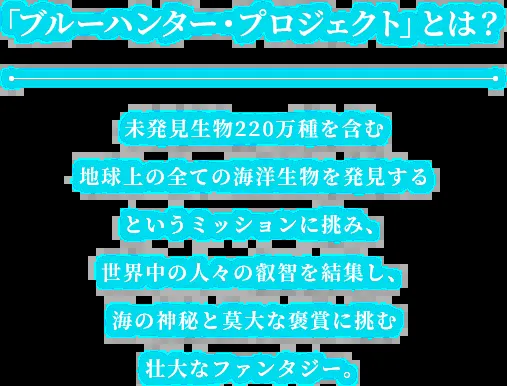 「ブルーハンター・プロジェクト」とは？
未発見生物220万種を含む
地球上の全ての海洋生物を発見する
というミッションに挑み、
世界中の人々の叡智を結集し、
海の神秘と莫大な褒賞に挑む
壮大なファンタジー。